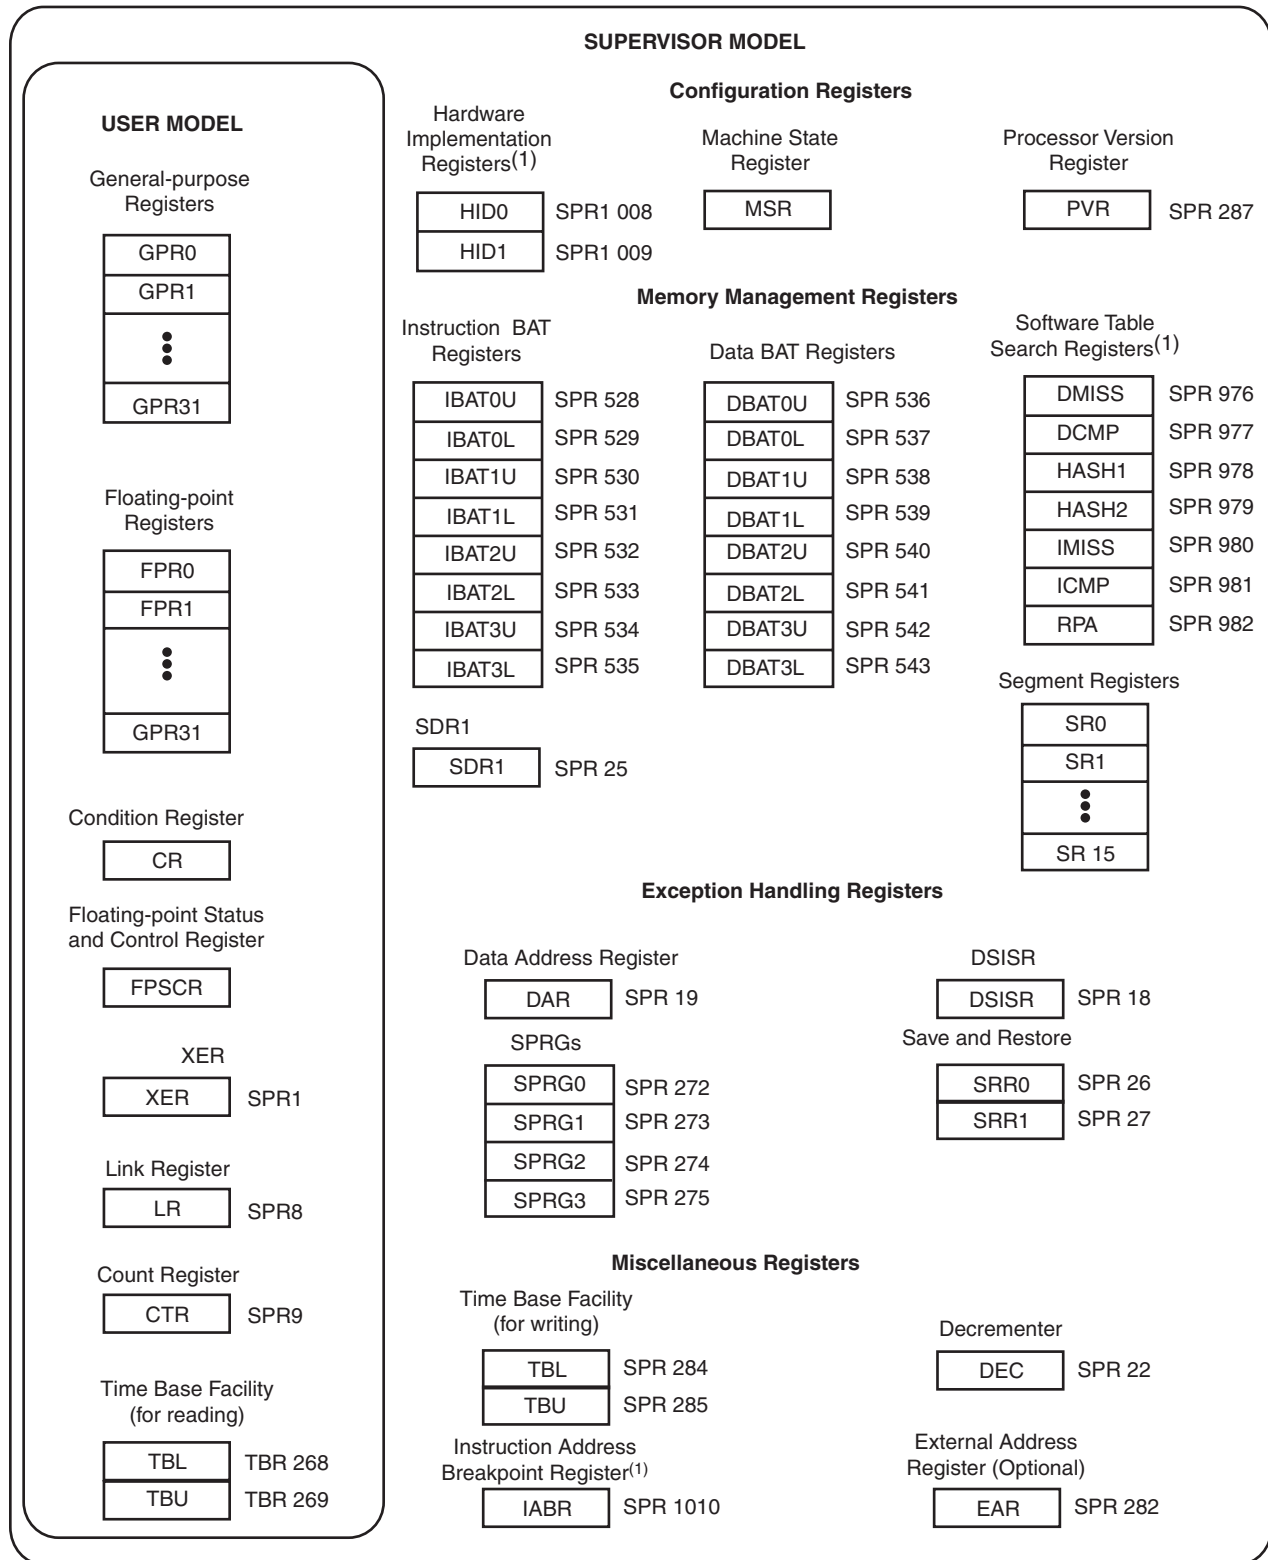 SUPERVISOR MODEL
USER MODEL
General-purpose
Registers
GPR0
GPR1
GPR31
Floating-point
Registers
FPR0
FPR1
GPR31
Condition Register
CR
Floating-point Status
and Control Register
FPSCR
XER
XER SPR1
Link Register
LR SPR8
Count Register
CTR SPR9
Time Base Facility
(for reading)
TBL TBR 268
TBU TBR 269
Configuration Registers
Hardware
Implementation
Registers(1)
HID0 SPR1 008
HID1 SPR1 009
Machine State
Register
MSR
Processor Version
Register
PVR SPR 287
Memory Management Registers
Instruction BAT
Registers
IBAT0U SPR 528
IBAT0L SPR 529
IBAT1U SPR 530
IBAT1L SPR 531
IBAT2U SPR 532
IBAT2L SPR 533
IBAT3U SPR 534
IBAT3L SPR 535
Data BAT Registers
DBAT0U SPR 536
DBAT0L SPR 537
DBAT1U SPR 538
DBAT1L SPR 539
DBAT2U SPR 540
DBAT2L SPR 541
DBAT3U SPR 542
DBAT3L SPR 543
Software Table
Search Registers(1)
DMISS SPR 976
DCMP SPR 977
HASH1 SPR 978
HASH2 SPR 979
IMISS SPR 980
ICMP SPR 981
RPA SPR 982
SDR1
SDR1 SPR 25
Segment Registers
SR0
SR1
SR 15
Exception Handling Registers
Data Address Register
DAR SPR 19
DSISR
DSISR SPR 18
SPRGs
SPRG0 SPR 272
SPRG1 SPR 273
SPRG2 SPR 274
SPRG3 SPR 275
Save and Restore
SRR0 SPR 26
SRR1 SPR 27
Miscellaneous Registers
Time Base Facility
(for writing)
TBL SPR 284
TBU SPR 285
Decrementer
DEC SPR 22
Instruction Address
Breakpoint Register(1)
IABR SPR 1010
External Address
Register (Optional)
EAR SPR 282